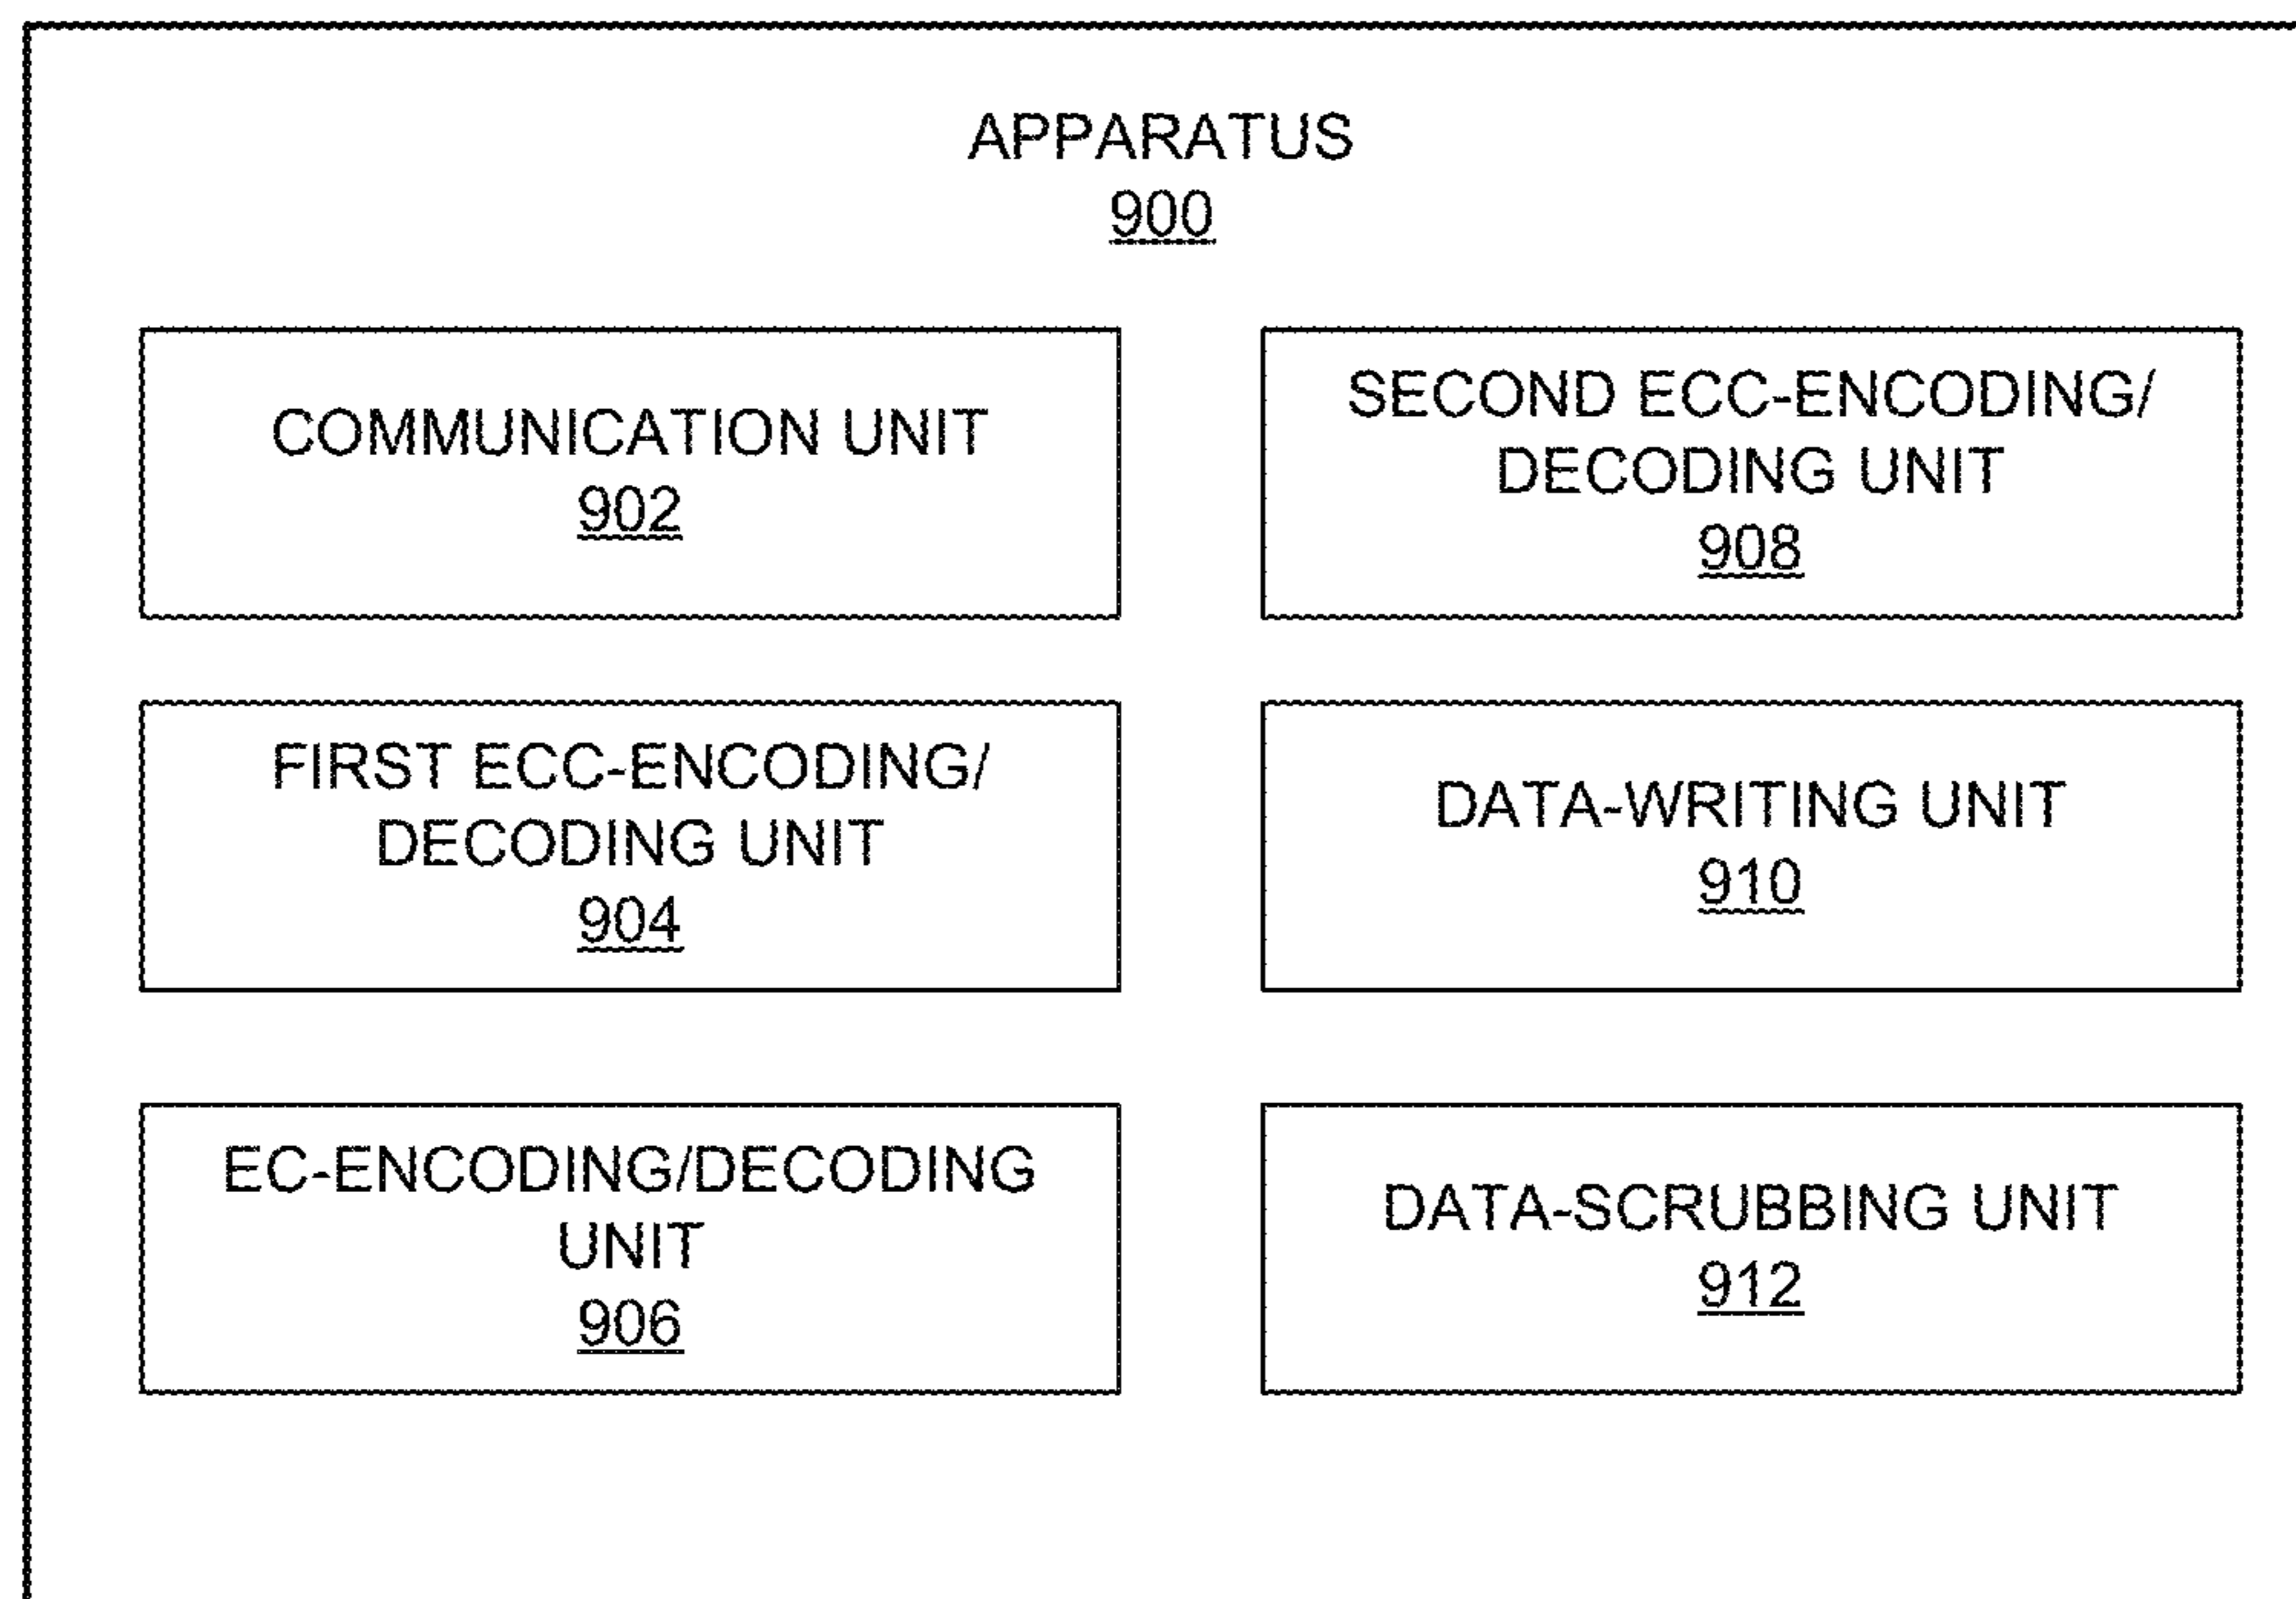 APPARATUS
900
COMMUNICATION UNIT
902
FIRST ECC-ENCODING/
DECODING UNIT
904
EC-ENCODING/DECODING
UNIT
906
SECOND ECC-ENCODING/
DECODING UNIT
908
DATA-WRITING UNIT
910
DATA-SCRUBBING UNIT
912